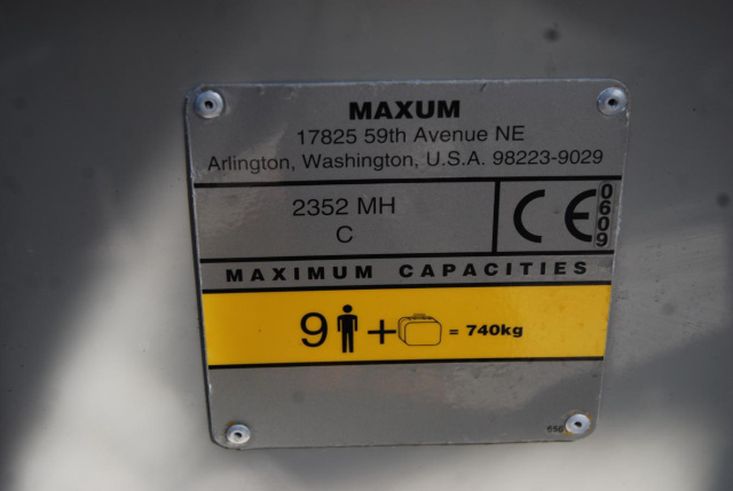 MAXUM
17825 59th Avenue NE
Arlington, Washington, U.S.A. 98223-9029
2352 MH
C
CE
0609
MAXIMUM CAPACITIES
9 + = 740kg